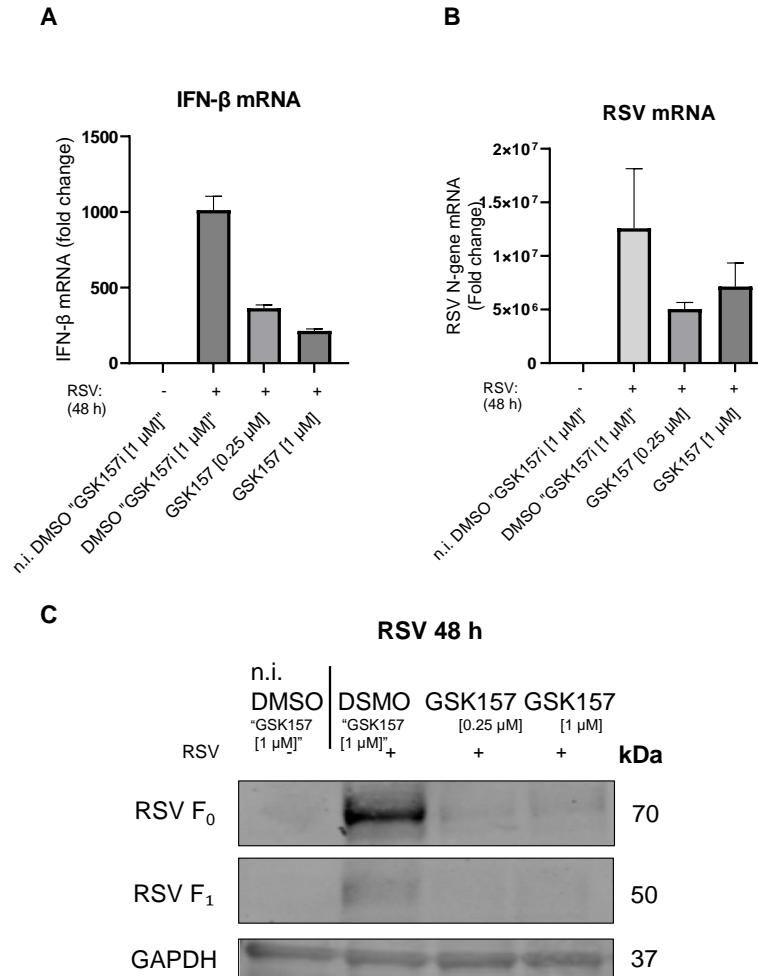 A
IFN-β mRNA
IFN-β mRNA (fold change)
1500
1000
500
0
RSV:
(48 h)
- + + +
n.i. DMSO "GSK157i [1 µM]"
DMSO "GSK157i [1 µM]"
GSK157 [0.25 µM]
GSK157 [1 µM]
B
RSV mRNA
RSV N-gene mRNA
(Fold change)
2×10⁷
1.5×10⁷
1×10⁷
5×10⁶
0
RSV:
(48 h)
- + + +
n.i. DMSO "GSK157i [1 µM]"
DMSO "GSK157i [1 µM]"
GSK157 [0.25 µM]
GSK157 [1 µM]
C
RSV 48 h
n.i.
DMSO DSMO GSK157 GSK157
“GSK157 “GSK157 [0.25 µM] [1 µM]
[1 µM]” [1 µM]”
RSV - + + + kDa
RSV F₀ 70
RSV F₁ 50
GAPDH 37